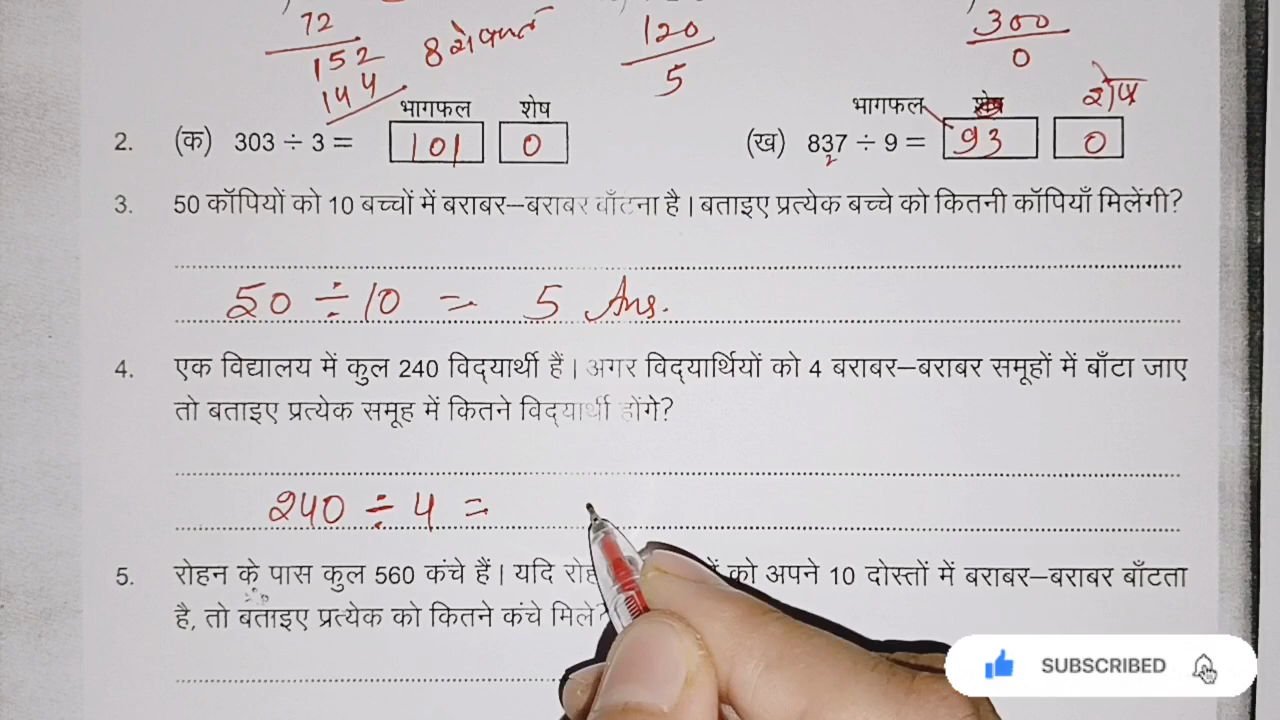 72 120 300
152 8 शेषफल 5 0
144
भागफल शेष भागफल शेष
2. (क) 303 ÷ 3 = 101 0 (ख) 837 ÷ 9 = 93 0
2
3. 50 कॉपियों को 10 बच्चों में बराबर–बराबर बाँटना है। बताइए प्रत्येक बच्चे को कितनी कॉपियाँ मिलेंगी?
50 ÷ 10 = 5 Ans.
4. एक विद्यालय में कुल 240 विद्यार्थी हैं। अगर विद्यार्थियों को 4 बराबर–बराबर समूहों में बाँटा जाए
तो बताइए प्रत्येक समूह में कितने विद्यार्थी होंगे?
240 ÷ 4 =
5. रोहन के पास कुल 560 कंचे हैं। यदि को अपने 10 दोस्तों में बराबर–बराबर बाँटता
है, तो बताइए प्रत्येक को कितने कंचे मिले?
SUBSCRIBED